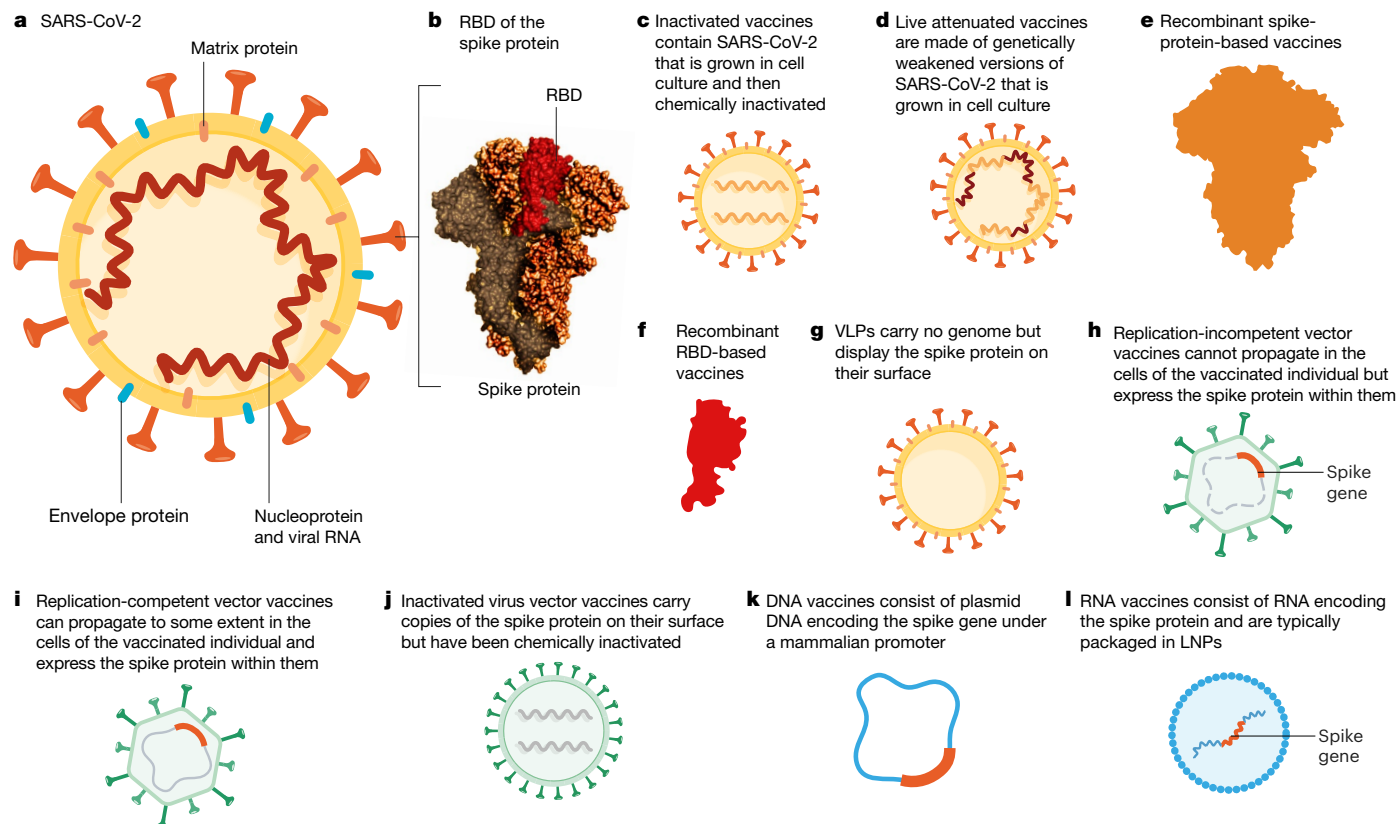 a SARS-CoV-2
Matrix protein
Envelope protein
Nucleoprotein
and viral RNA
b RBD of the
spike protein
RBD
Spike protein
c Inactivated vaccines
contain SARS-CoV-2
that is grown in cell
culture and then
chemically inactivated
d Live attenuated vaccines
are made of genetically
weakened versions of
SARS-CoV-2 that is
grown in cell culture
e Recombinant spike-
protein-based vaccines
f Recombinant
RBD-based
vaccines
g VLPs carry no genome but
display the spike protein on
their surface
h Replication-incompetent vector
vaccines cannot propagate in the
cells of the vaccinated individual but
express the spike protein within them
Spike
gene
i Replication-competent vector vaccines
can propagate to some extent in the
cells of the vaccinated individual and
express the spike protein within them
j Inactivated virus vector vaccines carry
copies of the spike protein on their surface
but have been chemically inactivated
k DNA vaccines consist of plasmid
DNA encoding the spike gene under
a mammalian promoter
l RNA vaccines consist of RNA encoding
the spike protein and are typically
packaged in LNPs
Spike
gene